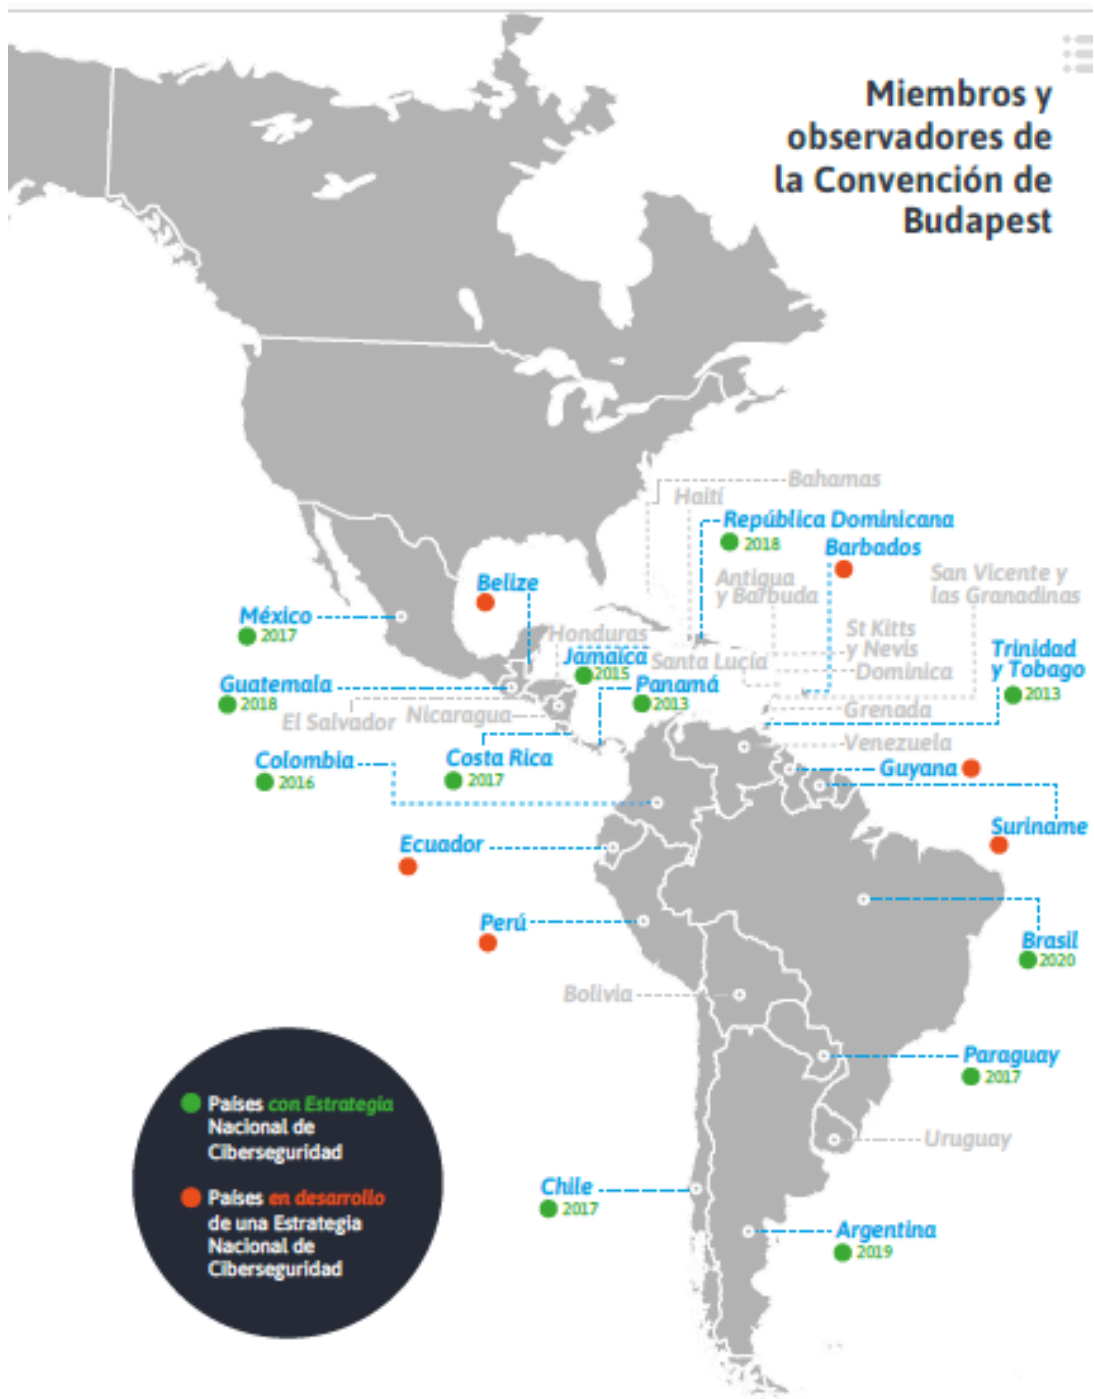 Miembros y
observadores de
la Convención de
Budapest
Bahamas
Haití
República Dominicana
2018
Barbados
Antigua
y Barbuda
San Vicente y
las Granadinas
Belize
México
2017
Honduras
Jamaica
2015
St Kitts
y Nevis
Santa Lucía
Dominica
Trinidad
y Tobago
2013
Guatemala
2018
Panamá
2013
El Salvador
Nicaragua
Grenada
Venezuela
Colombia
2016
Costa Rica
2017
Guyana
Suriname
Ecuador
Perú
Brasil
2020
Bolivia
Paraguay
2017
Uruguay
Chile
2017
Argentina
2019
Países con Estrategia
Nacional de
Ciberseguridad
Países en desarrollo
de una Estrategia
Nacional de
Ciberseguridad